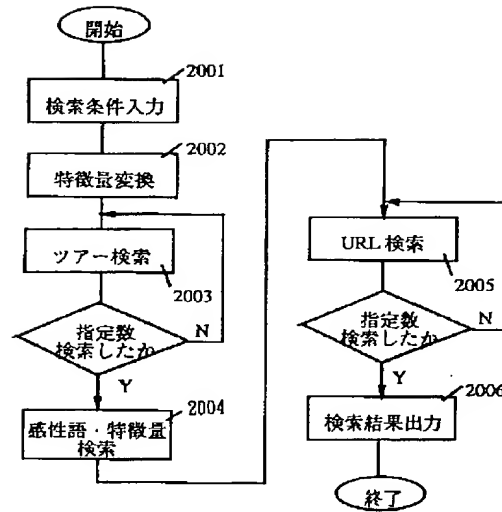 開始
2001
検索条件入力
2002
特徴量変換
ツアー検索
2003
指定数
検索したか
N
Y
2004
感性語・特徴量
検索
URL 検索
2005
指定数
検索したか
N
Y
2006
検索結果出力
終了